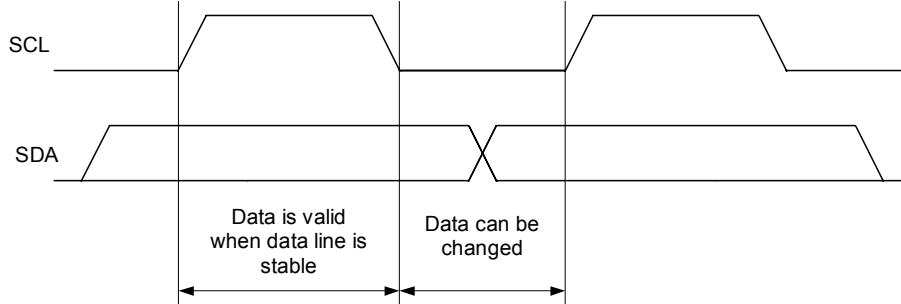 SCL
SDA
Data is valid
when data line is
stable
Data can be
changed